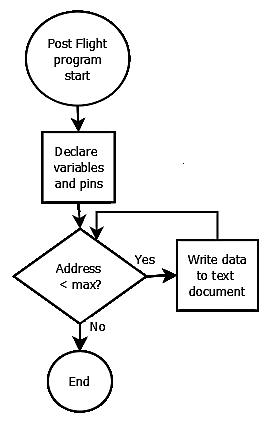 Post Flight
program
start
Declare
variables
and pins
Address
< max?
Yes
Write data
to text
document
No
End